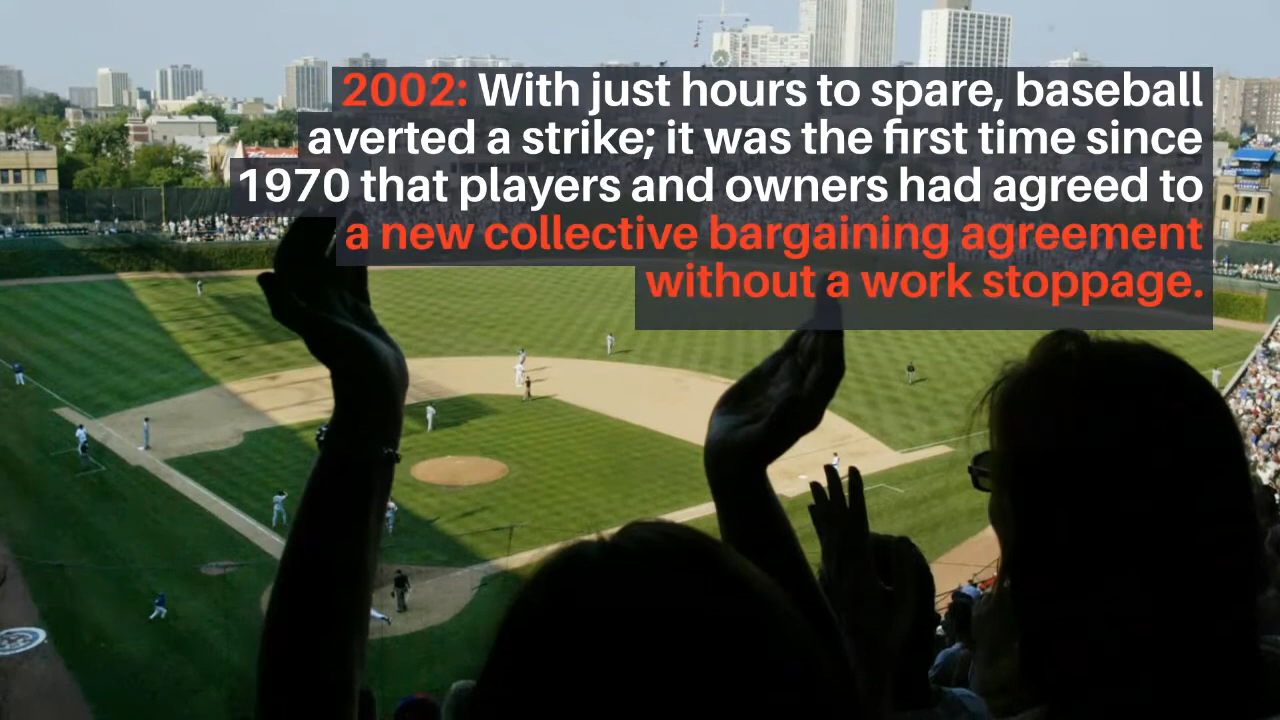 2002: With just hours to spare, baseball
averted a strike; it was the first time since
1970 that players and owners had agreed to
a new collective bargaining agreement
without a work stoppage.